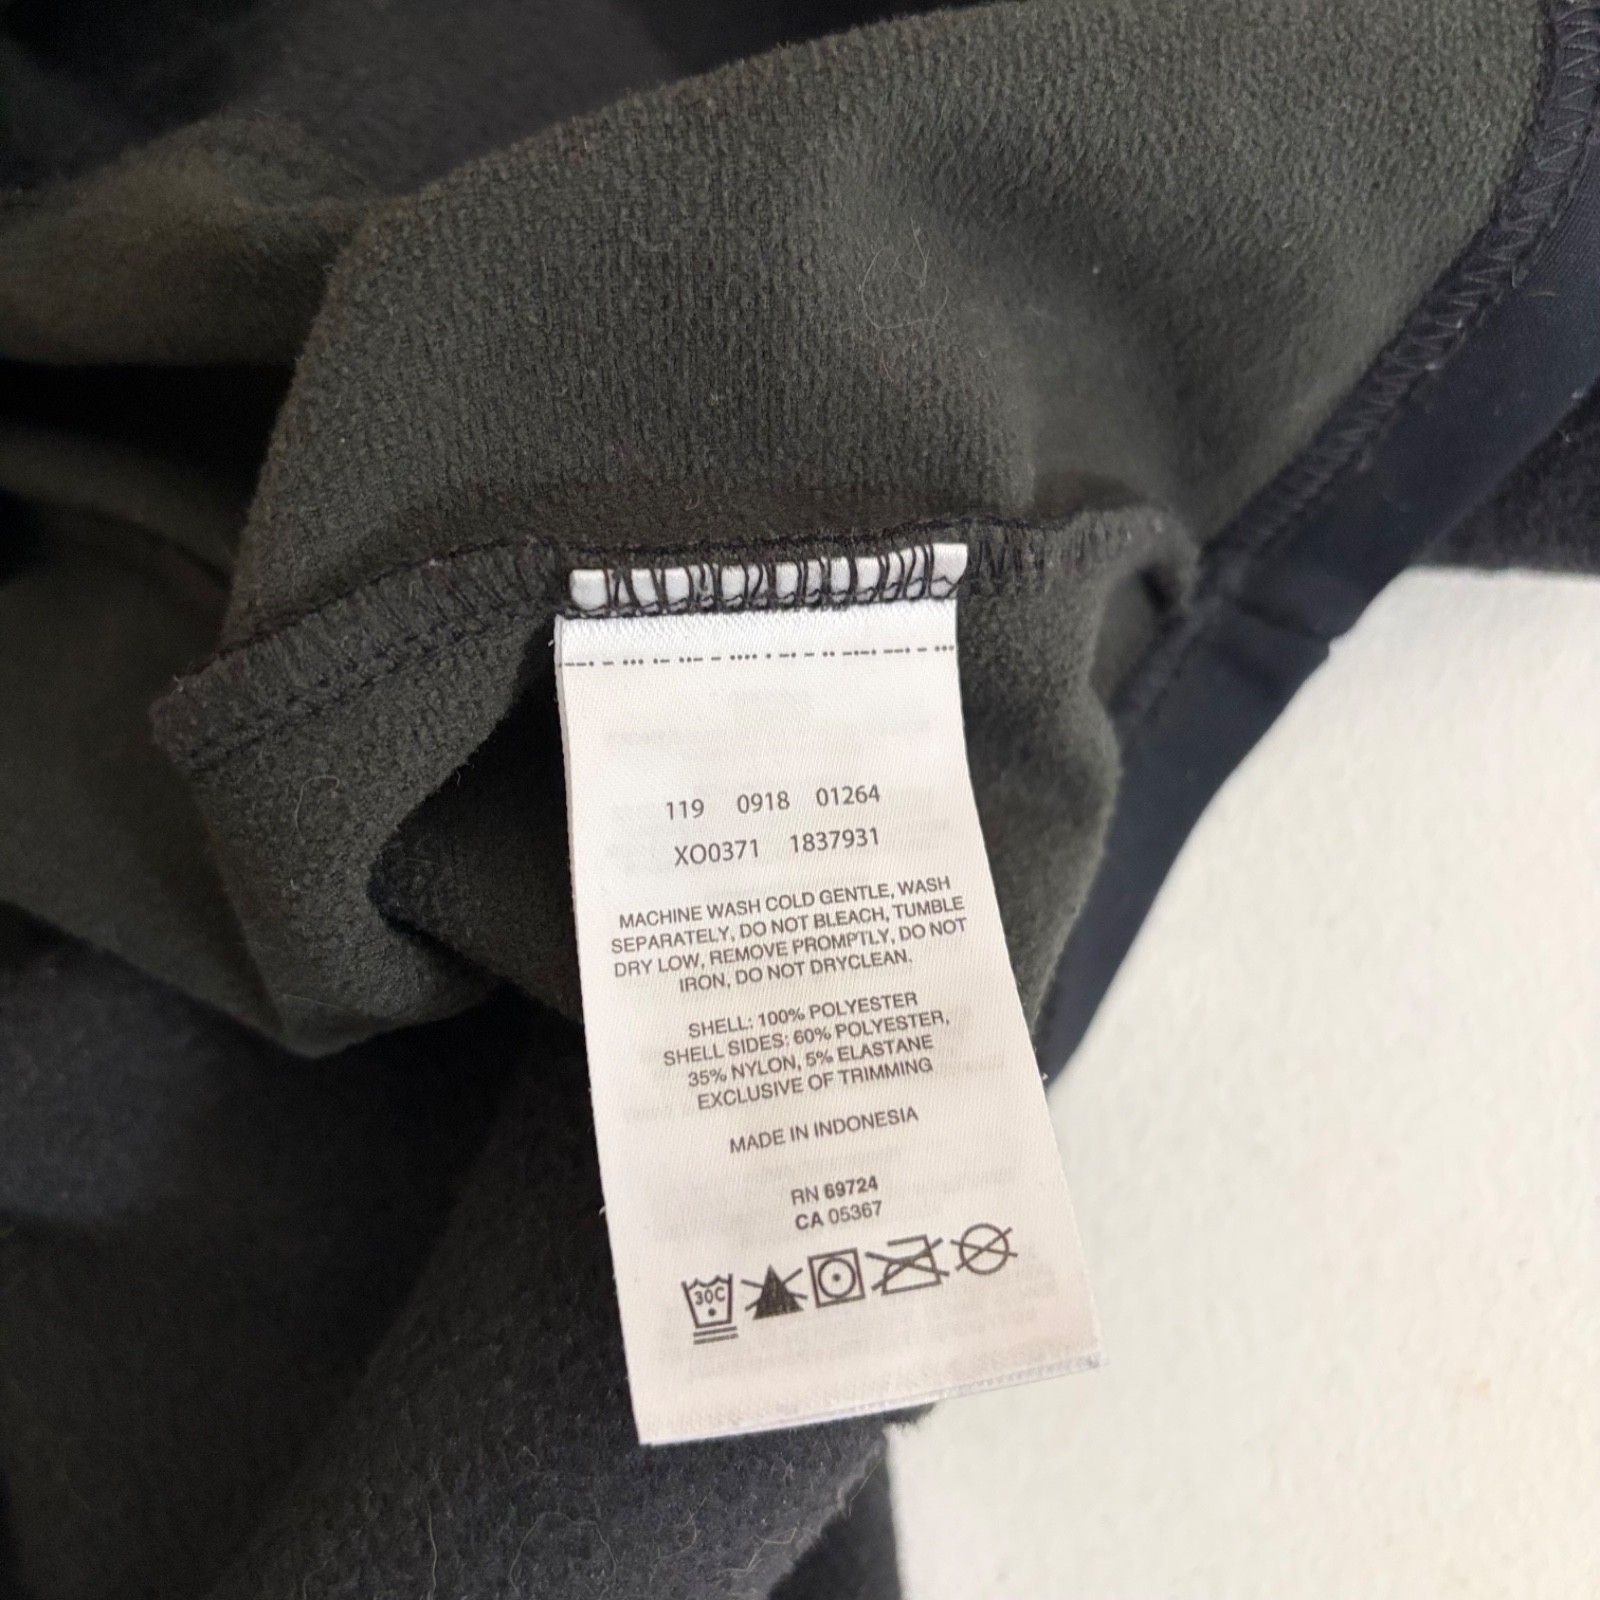 119 0918 01264
XO0371 1837931
MACHINE WASH COLD GENTLE, WASH
SEPARATELY, DO NOT BLEACH, TUMBLE
DRY LOW, REMOVE PROMPTLY, DO NOT
IRON, DO NOT DRYCLEAN.
SHELL: 100% POLYESTER
SHELL SIDES: 60% POLYESTER,
35% NYLON, 5% ELASTANE
EXCLUSIVE OF TRIMMING
MADE IN INDONESIA
RN 69724
CA 05367
30C